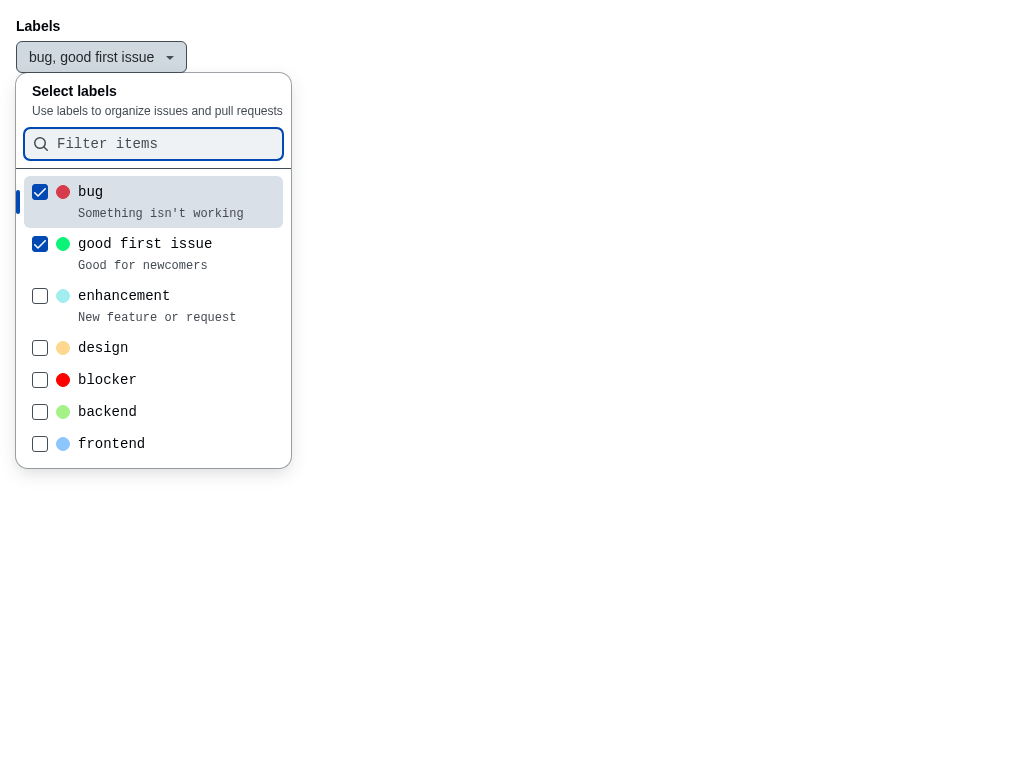 Labels
bug, good first issue
Select labels
Use labels to organize issues and pull requests
Filter items
bug
Something isn't working
good first issue
Good for newcomers
enhancement
New feature or request
design
blocker
backend
frontend